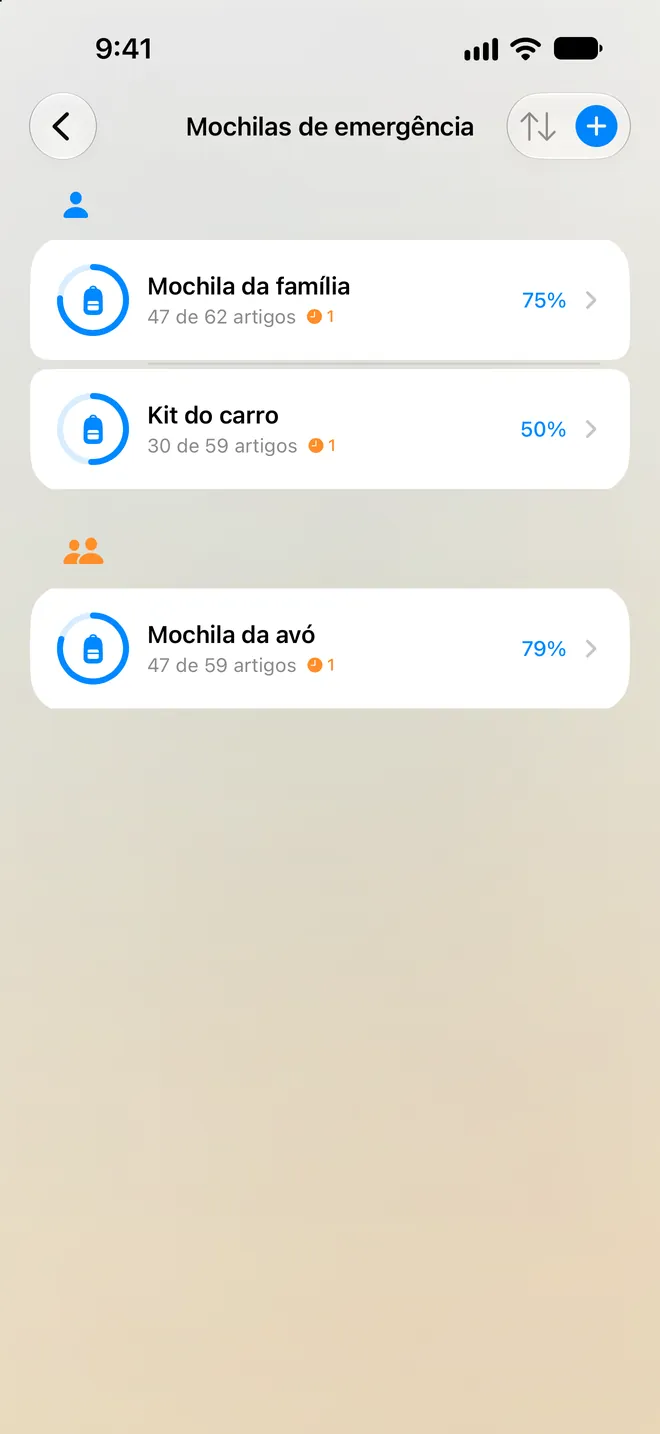 9:41
Mochilas de emergência
Mochila da família
47 de 62 artigos 1
75%
Kit do carro
30 de 59 artigos 1
50%
Mochila da avó
47 de 59 artigos 1
79%